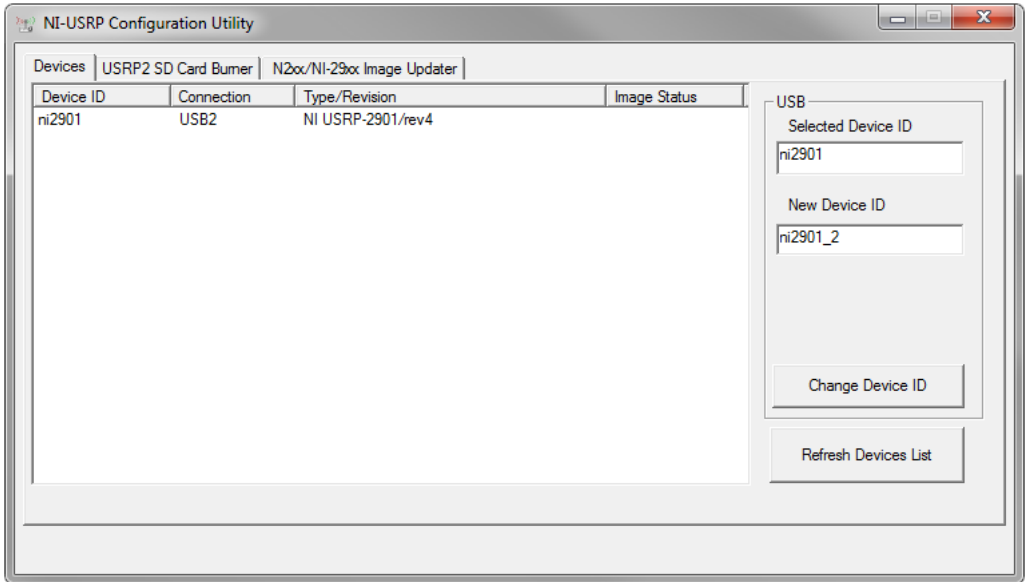 NI-USRP Configuration Utility
Devices USRP2 SD Card Burner N2xx/NI-29xx Image Updater
Device ID Connection Type/Revision Image Status
ni2901 USB2 NI USRP-2901/rev4
USB
Selected Device ID
ni2901
New Device ID
ni2901_2
Change Device ID
Refresh Devices List